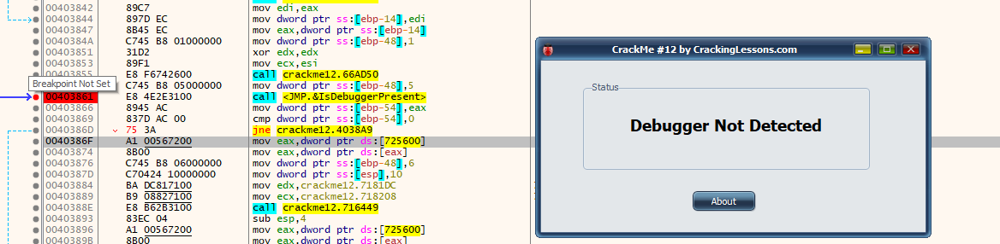 00403842 89C7 mov edi,eax
00403844 897D EC mov dword ptr ss:[ebp-14],edi
00403847 8B45 EC mov eax,dword ptr ss:[ebp-14]
0040384A C745 B8 01000000 mov dword ptr ss:[ebp-48],1
00403851 31D2 xor edx,edx
00403853 89F1 mov ecx,esi
00403855 E8 F6742600 call crackme12.66AD50
C745 B8 05000000 mov dword ptr ss:[ebp-48],5
Breakpoint Not Set
00403861 E8 4E2E3100 call <JMP.&IsDebuggerPresent>
00403866 8945 AC mov dword ptr ss:[ebp-54],eax
00403869 837D AC 00 cmp dword ptr ss:[ebp-54],0
0040386D 75 3A jne crackme12.4038A9
0040386F A1 00567200 mov eax,dword ptr ds:[725600]
00403874 8B00 mov eax,dword ptr ds:[eax]
00403876 C745 B8 06000000 mov dword ptr ss:[ebp-48],6
0040387D C70424 10000000 mov dword ptr ss:[esp],10
00403884 BA DC817100 mov edx,crackme12.7181DC
00403889 B9 08827100 mov ecx,crackme12.718208
0040388E E8 B62B3100 call crackme12.716449
00403893 83EC 04 sub esp,4
00403896 A1 00567200 mov eax,dword ptr ds:[725600]
0040389B 8B00 mov eax,dword ptr ds:[eax]
CrackMe #12 by CrackingLessons.com
Status
Debugger Not Detected
About